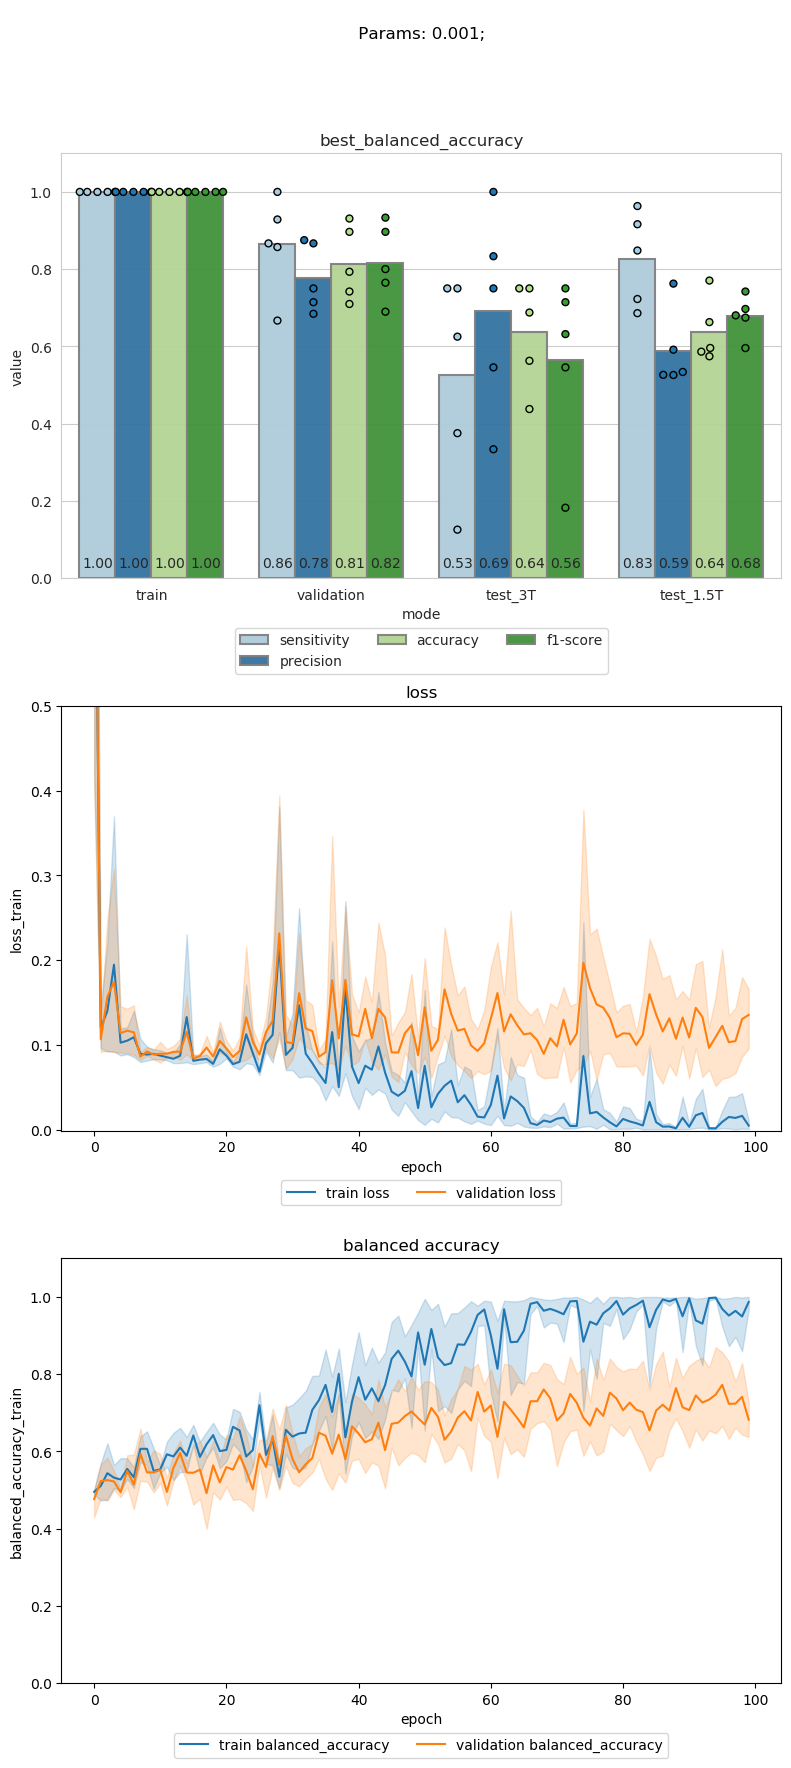 Params: 0.001;
best_balanced_accuracy
value
1.0
0.8
0.6
0.4
0.2
0.0
1.00 1.00 1.00 1.00 0.86 0.78 0.81 0.82 0.53 0.69 0.64 0.56 0.83 0.59 0.64 0.68
train validation test_3T test_1.5T
mode
sensitivity accuracy f1-score
precision
loss
loss_train
0.5
0.4
0.3
0.2
0.1
0.0
0 20 40 60 80 100
epoch
train loss validation loss
balanced accuracy
balanced_accuracy_train
1.0
0.8
0.6
0.4
0.2
0.0
0 20 40 60 80 100
epoch
train balanced_accuracy validation balanced_accuracy